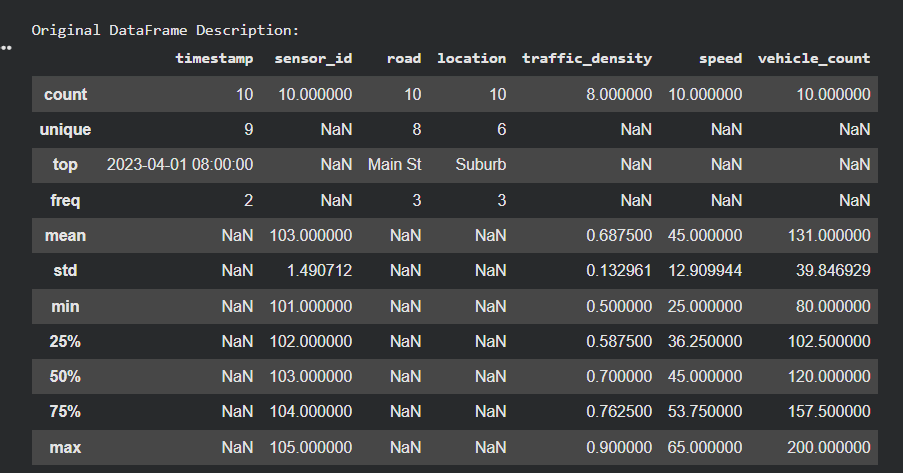 Original DataFrame Description:
timestamp sensor_id road location traffic_density speed vehicle_count
count 10 10.000000 10 10 8.000000 10.000000 10.000000
unique 9 NaN 8 6 NaN NaN NaN
top 2023-04-01 08:00:00 NaN Main St Suburb NaN NaN NaN
freq 2 NaN 3 3 NaN NaN NaN
mean NaN 103.000000 NaN NaN 0.687500 45.000000 131.000000
std NaN 1.490712 NaN NaN 0.132961 12.909944 39.846929
min NaN 101.000000 NaN NaN 0.500000 25.000000 80.000000
25% NaN 102.000000 NaN NaN 0.587500 36.250000 102.500000
50% NaN 103.000000 NaN NaN 0.700000 45.000000 120.000000
75% NaN 104.000000 NaN NaN 0.762500 53.750000 157.500000
max NaN 105.000000 NaN NaN 0.900000 65.000000 200.000000